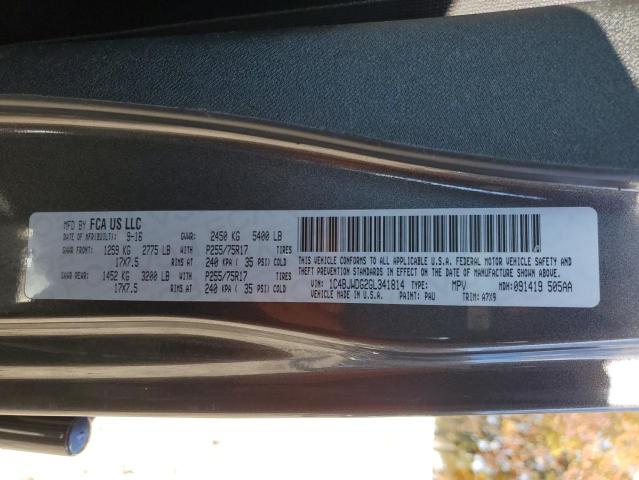 MFD BY FCA US LLC
DATE OF MFR(BUILT): 9-16 GVWR: 2450 KG 5400 LB
GAWR FRONT: 1259 KG 2775 LB WITH P255/75R17 TIRES
17X7.5 RIMS AT 240 KPA ( 35 PSI) COLD
GAWR REAR: 1452 KG 3200 LB WITH P255/75R17 TIRES
17X7.5 RIMS AT 240 KPA ( 35 PSI) COLD
THIS VEHICLE CONFORMS TO ALL APPLICABLE U.S.A. FEDERAL MOTOR VEHICLE SAFETY AND
THEFT PREVENTION STANDARDS IN EFFECT ON THE DATE OF MANUFACTURE SHOWN ABOVE.
VIN: 1C4BJWDG2GL341814 TYPE: MPV MDH: 091419 505AA
VEHICLE MADE IN U.S.A. PAINT: PAU TRIM: A7X9